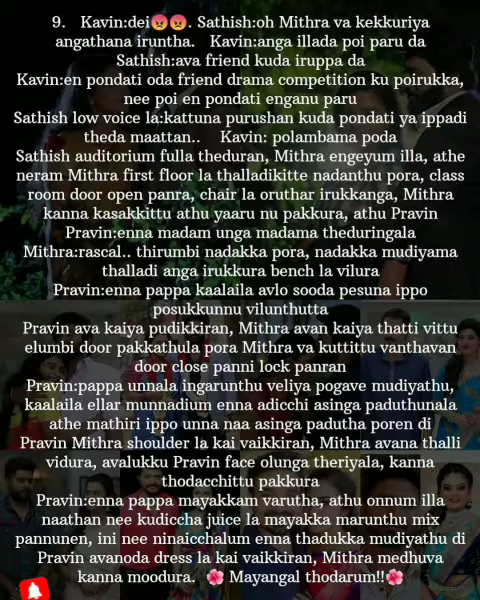 9.   Kavin:dei😡😡. Sathish:oh Mithra va kekkuriya
angathana iruntha.   Kavin:anga illada poi paru da
Sathish:ava friend kuda iruppa da
Kavin:en pondati oda friend drama competition ku poirukka,
nee poi en pondati enganu paru
Sathish low voice la:kattuna purushan kuda pondati ya ippadi
theda maattan..    Kavin: polambama poda
Sathish auditorium fulla theduran, Mithra engeyum illa, athe
neram Mithra first floor la thalladikitte nadanthu pora, class
room door open panra, chair la oruthar irukkanga, Mithra
kanna kasakkittu athu yaaru nu pakkura, athu Pravin
Pravin:enna madam unga madama theduringala
Mithra:rascal.. thirumbi nadakka pora, nadakka mudiyama
thalladi anga irukkura bench la vilura
Pravin:enna pappa kaalaila avlo sooda pesuna ippo
posukkunnu vilunthutta
Pravin ava kaiya pudikkiran, Mithra avan kaiya thatti vittu
elumbi door pakkathula pora Mithra va kuttittu vanthavan
door close panni lock panran
Pravin:pappa unnala ingarunthu veliya pogave mudiyathu,
kaalaila ellar munnadium enna adicchi asinga paduthunala
athe mathiri ippo unna naa asinga padutha poren di
Pravin Mithra shoulder la kai vaikkiran, Mithra avana thalli
vidura, avalukku Pravin face olunga theriyala, kanna
thodacchittu pakkura
Pravin:enna pappa mayakkam varutha, athu onnum illa
naathan nee kudiccha juice la mayakka marunthu mix
pannunen, ini nee ninaicchalum enna thadukka mudiyathu di
Pravin avanoda dress la kai vaikkiran, Mithra medhuva
kanna moodura.  🌺 Mayangal thodarum!!🌺